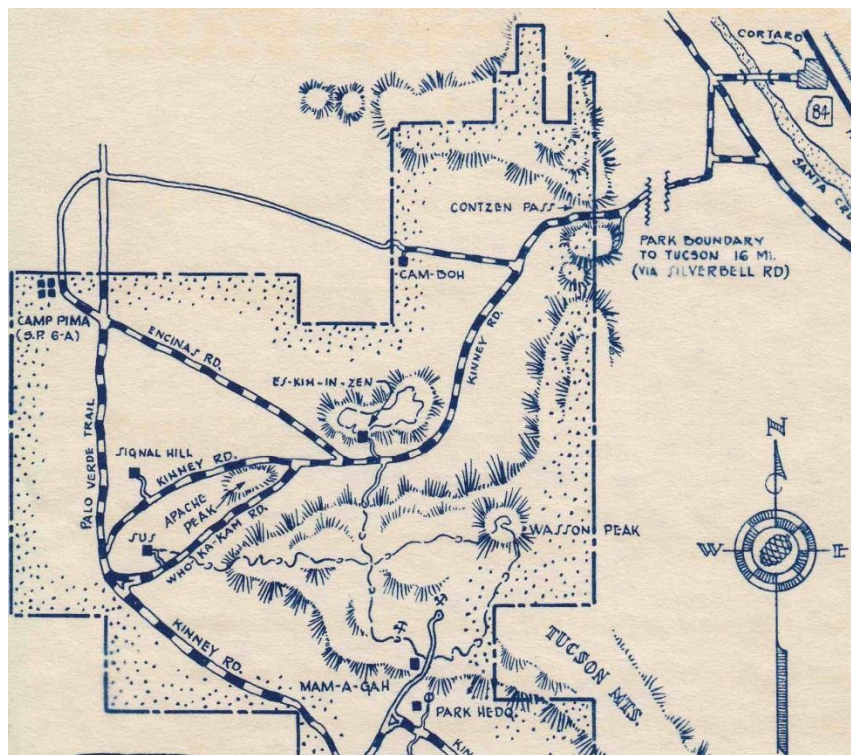 CORTARO
84
SANTA CRU
CONTZEN PASS
PARK BOUNDARY
TO TUCSON 16 MI.
(VIA SILVERBELL RD)
CAM-BOH
CAMP PIMA
(S.P. 6-A)
ENCINAS RD.
KINNEY RD.
ES-KIM-IN-ZEN
PALO VERDE TRAIL
SIGNAL HILL
KINNEY RD.
APACHE
PEAK
SUS
WHO-KA-KAM RD.
WASSON PEAK
N
W
E
KINNEY RD.
TUCSON
MTS.
MAM-A-GAH
PARK HEDQ.
KIN